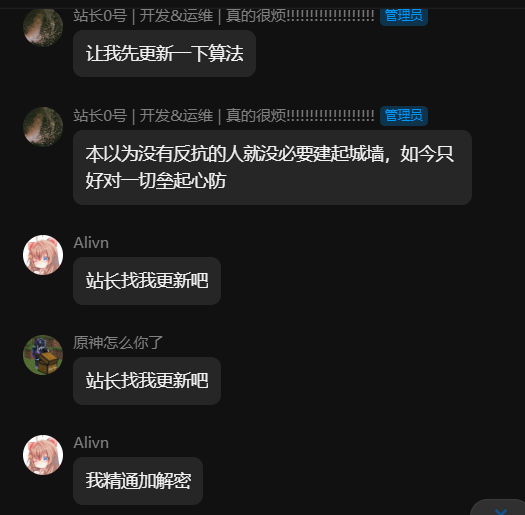 站长0号 | 开发&运维 | 真的很烦!!!!!!!!!!!!!!!!!!! 管理员
让我先更新一下算法
站长0号 | 开发&运维 | 真的很烦!!!!!!!!!!!!!!!!!!! 管理员
本以为没有反抗的人就没必要建起城墙，如今只
好对一切垒起心防
Alivn
站长找我更新吧
原神怎么你了
站长找我更新吧
Alivn
我精通加解密